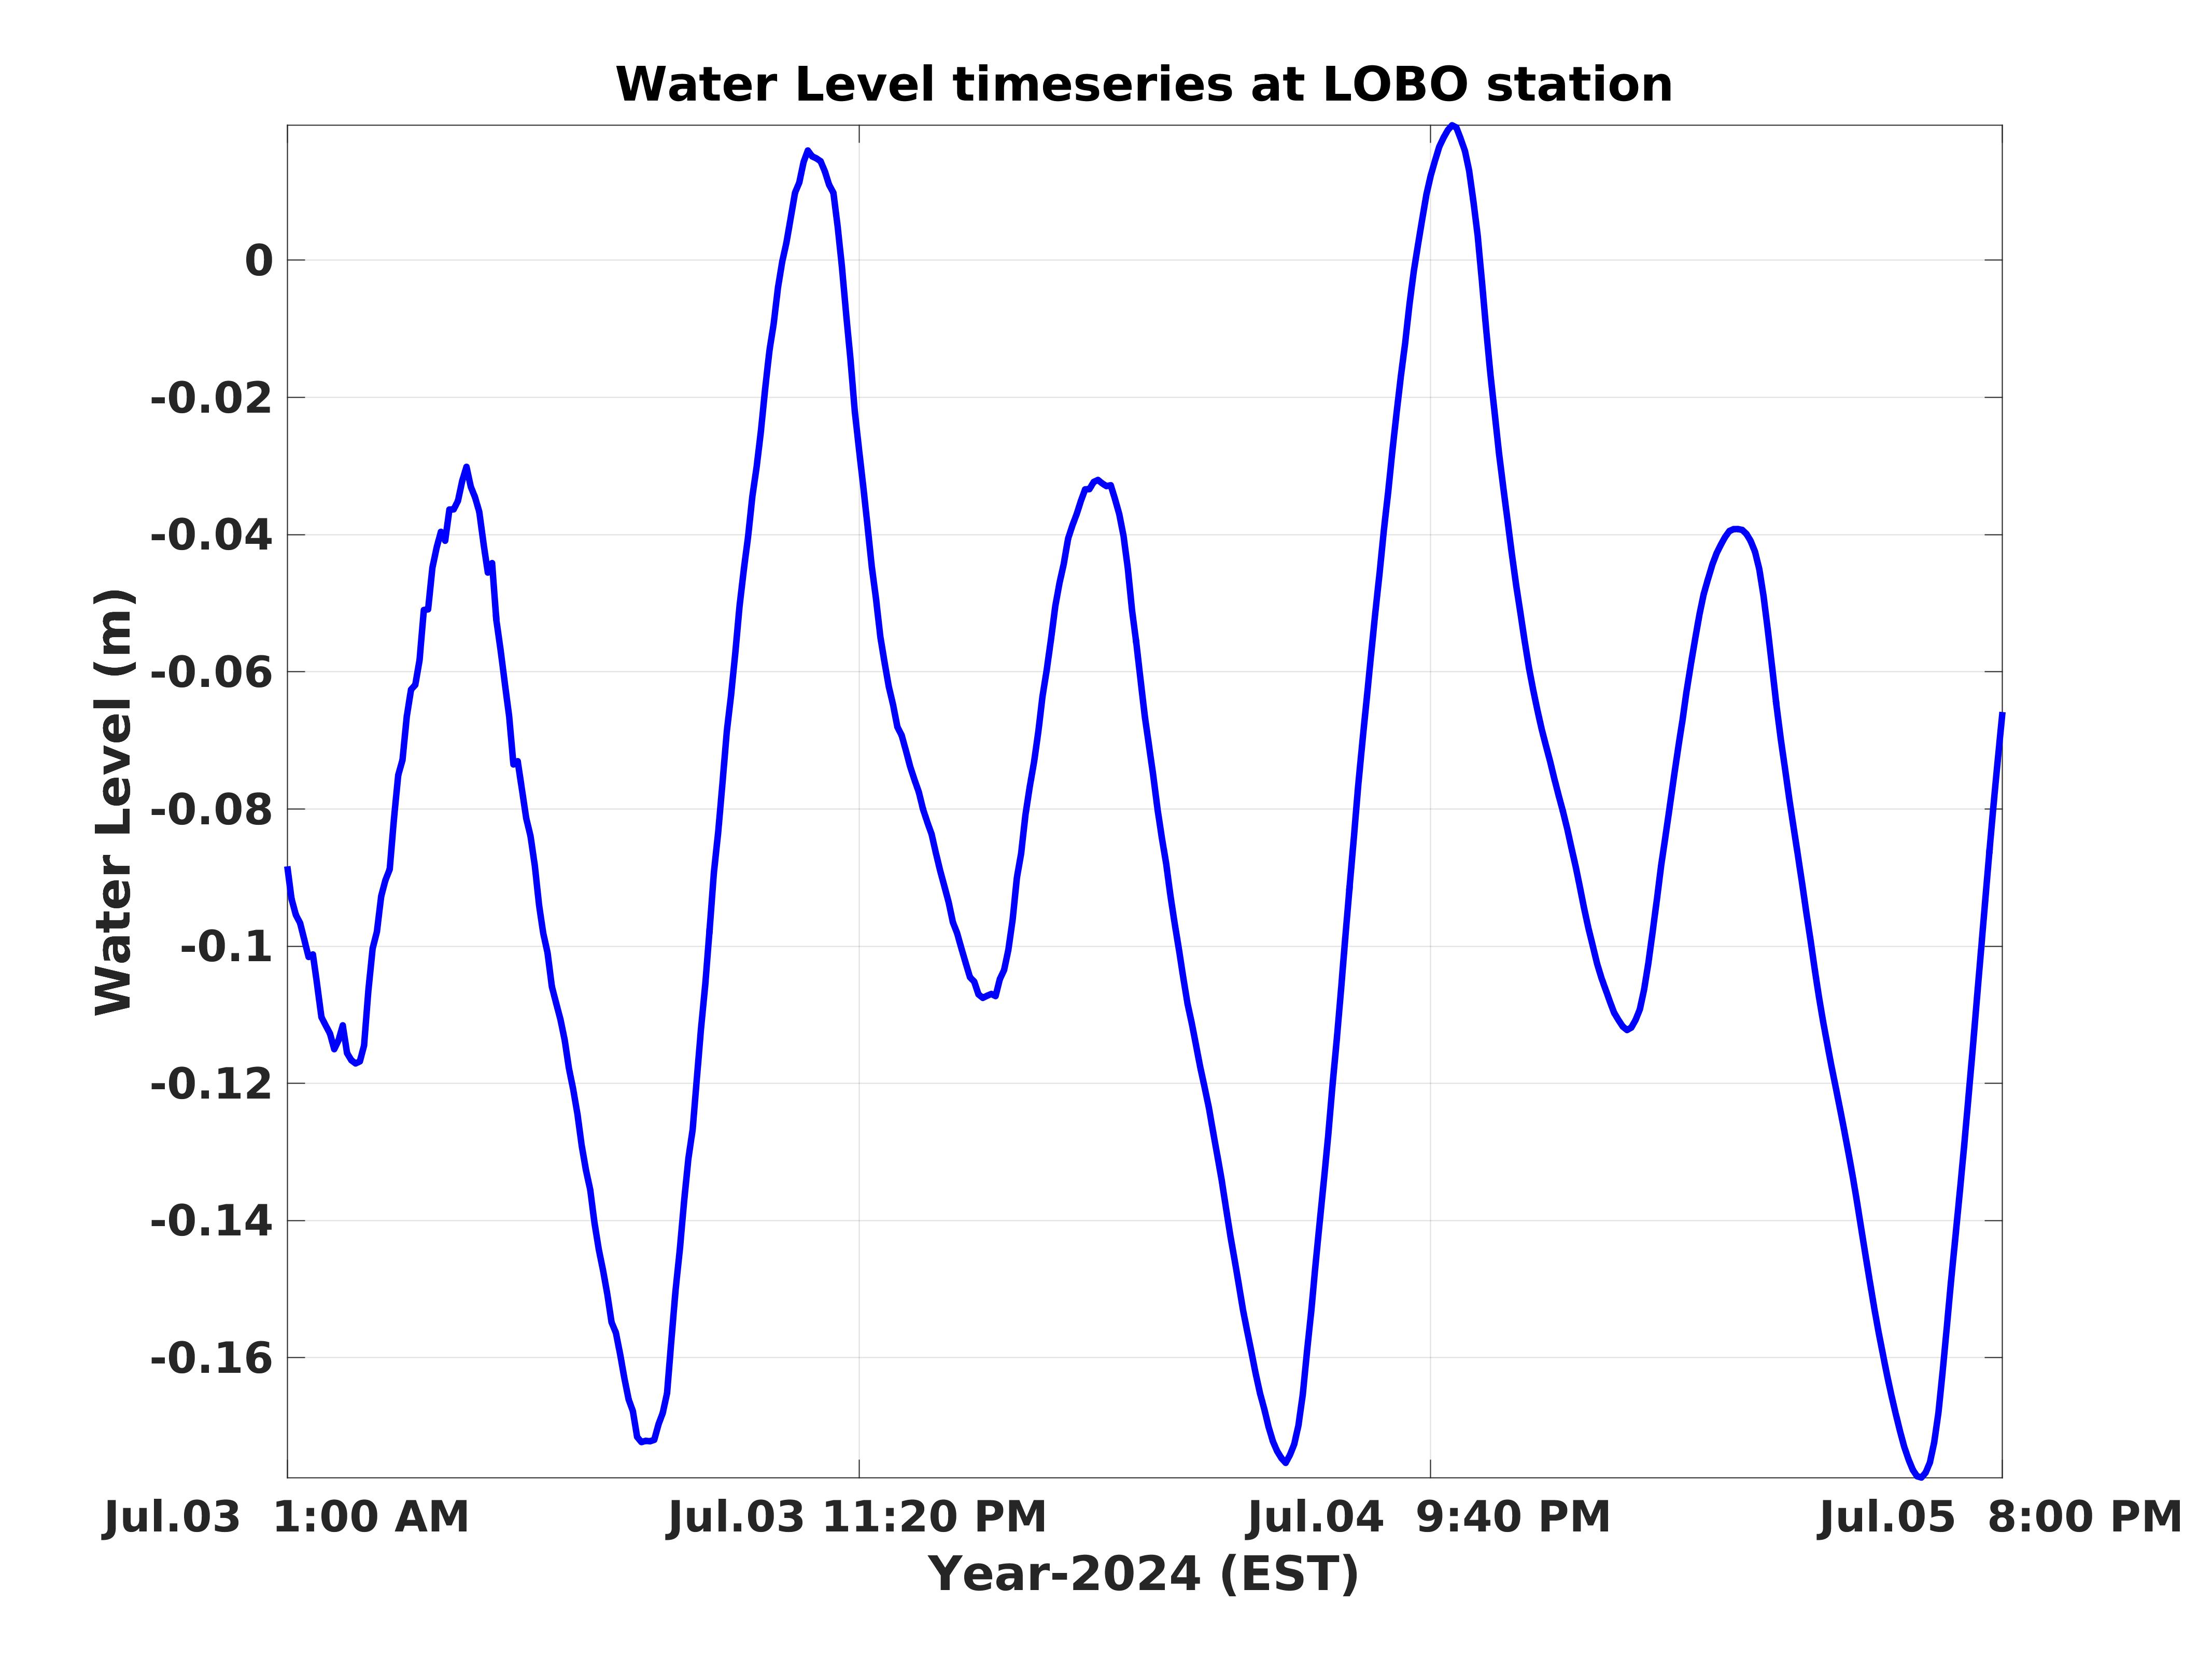 Water Level timeseries at LOBO station
Water Level (m)
0
-0.02
-0.04
-0.06
-0.08
-0.1
-0.12
-0.14
-0.16
Jul.03  1:00 AM
Jul.03 11:20 PM
Jul.04  9:40 PM
Jul.05  8:00 PM
Year-2024 (EST)